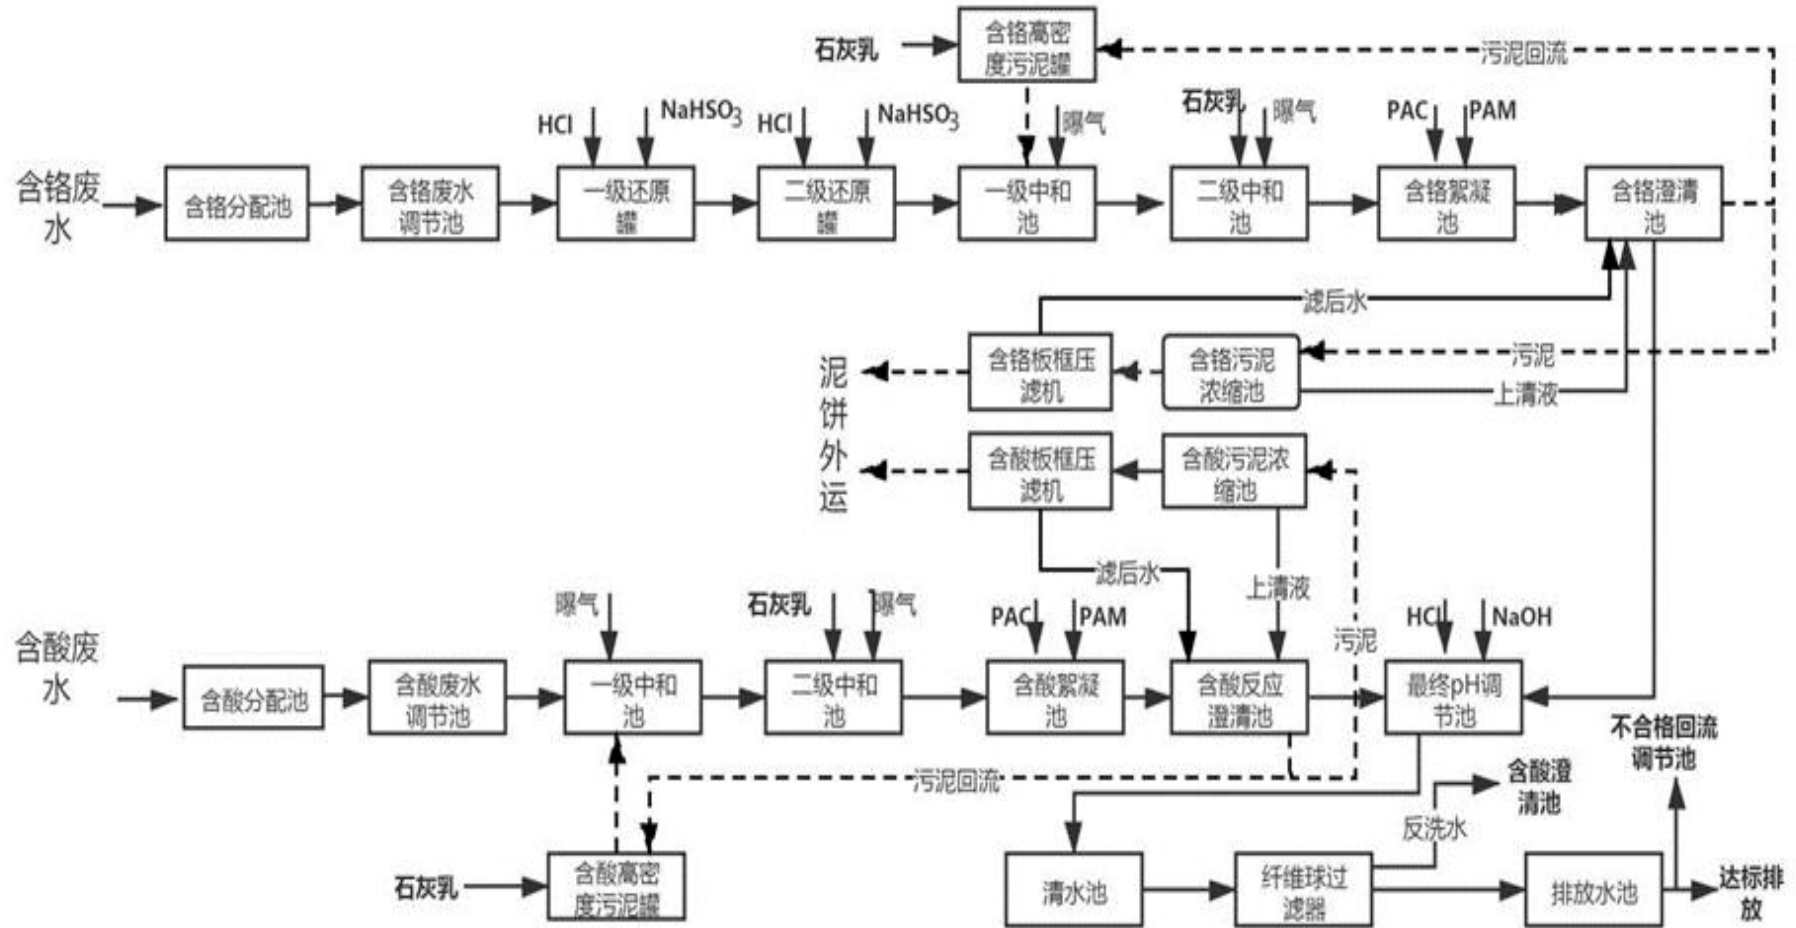 石灰乳
含铬高密
度污泥罐
污泥回流
HCl
NaHSO3
HCl
NaHSO3
曝气
石灰乳
曝气
PAC
PAM
含铬废
水
含铬分配池
含铬废水
调节池
一级还原
罐
二级还原
罐
一级中和
池
二级中和
池
含铬絮凝
池
含铬澄清
池
滤后水
泥
饼
外
运
含铬板框压
滤机
含铬污泥
浓缩池
污泥
上清液
含酸板框压
滤机
含酸污泥浓
缩池
滤后水
上清液
污泥
曝气
石灰乳
曝气
PAC
PAM
HCl
NaOH
含酸废
水
含酸分配池
含酸废水
调节池
一级中和
池
二级中和
池
含酸絮凝
池
含酸反应
澄清池
最终pH调
节池
不合格回流
调节池
污泥回流
含酸澄
清池
反洗水
石灰乳
含酸高密
度污泥罐
清水池
纤维球过
滤器
排放水池
达标排
放